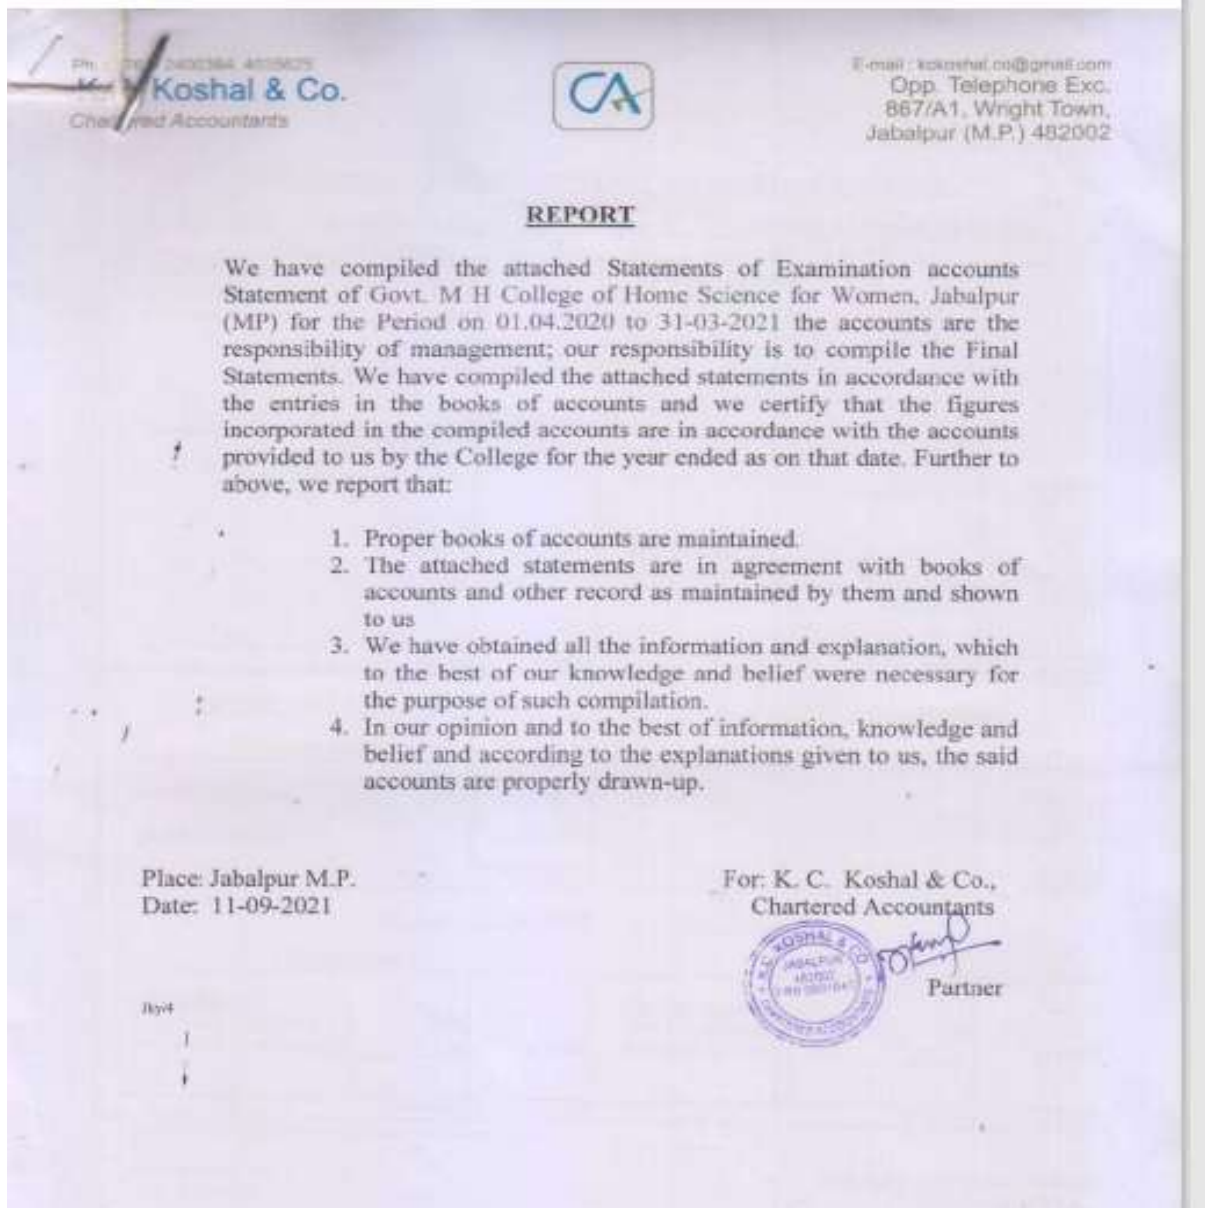 Koshal & Co.
Accountants
CA
Opp. Telephone Exc.
867/A1, Wright Town,
Jabalpur (M.P.) 482002
REPORT
We have compiled the attached Statements of Examination accounts
Statement of Govt. M H College of Home Science for Women, Jabalpur
(MP) for the Period on 01.04.2020 to 31-03-2021 the accounts are the
responsibility of management; our responsibility is to compile the Final
Statements. We have compiled the attached statements in accordance with
the entries in the books of accounts and we certify that the figures
incorporated in the compiled accounts are in accordance with the accounts
provided to us by the College for the year ended as on that date. Further to
above, we report that:
1. Proper books of accounts are maintained.
2. The attached statements are in agreement with books of
accounts and other record as maintained by them and shown
to us
3. We have obtained all the information and explanation, which
to the best of our knowledge and belief were necessary for
the purpose of such compilation.
4. In our opinion and to the best of information, knowledge and
belief and according to the explanations given to us, the said
accounts are properly drawn-up.
Place: Jabalpur M.P.
Date: 11-09-2021
For: K. C. Koshal & Co.,
Chartered Accountants
K.C. KOSHAL & CO.
JABALPUR
482002
CHARTERED ACCOUNTANTS
Partner